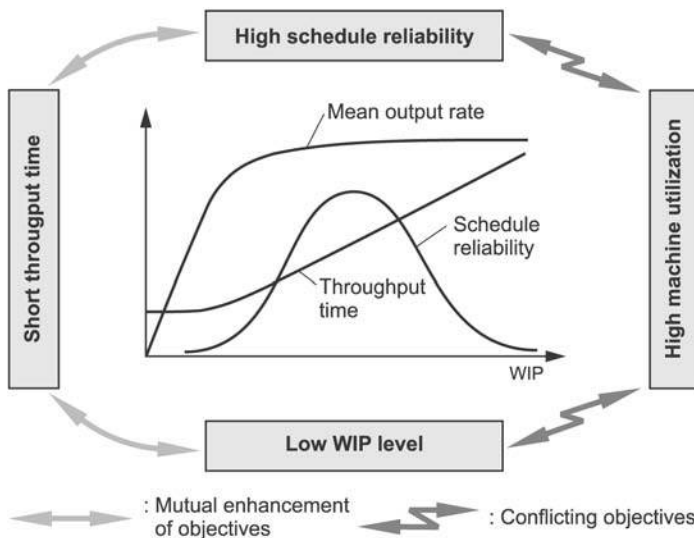 High schedule reliability
Short througput time
Mean output rate
High machine utilization
Schedule
reliability
Throughput
time
WIP
Low WIP level
: Mutual enhancement
of objectives
: Conflicting objectives